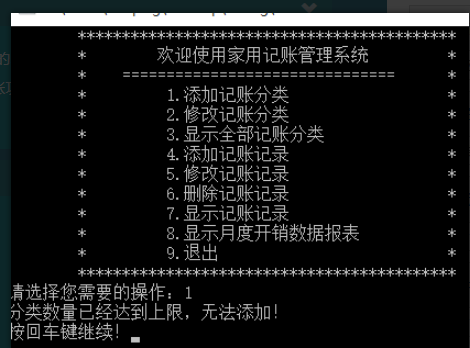 *******************************************
* 欢迎使用家用记账管理系统 *
* ================================ *
* 1.添加记账分类 *
* 2.修改记账分类 *
* 3.显示全部记账分类 *
* 4.添加记账记录 *
* 5.修改记账记录 *
* 6.删除记账记录 *
* 7.显示记账记录 *
* 8.显示月度开销数据报表 *
* 9.退出 *
*******************************************
请选择您需要的操作：1
分类数量已经达到上限，无法添加！
按回车键继续！